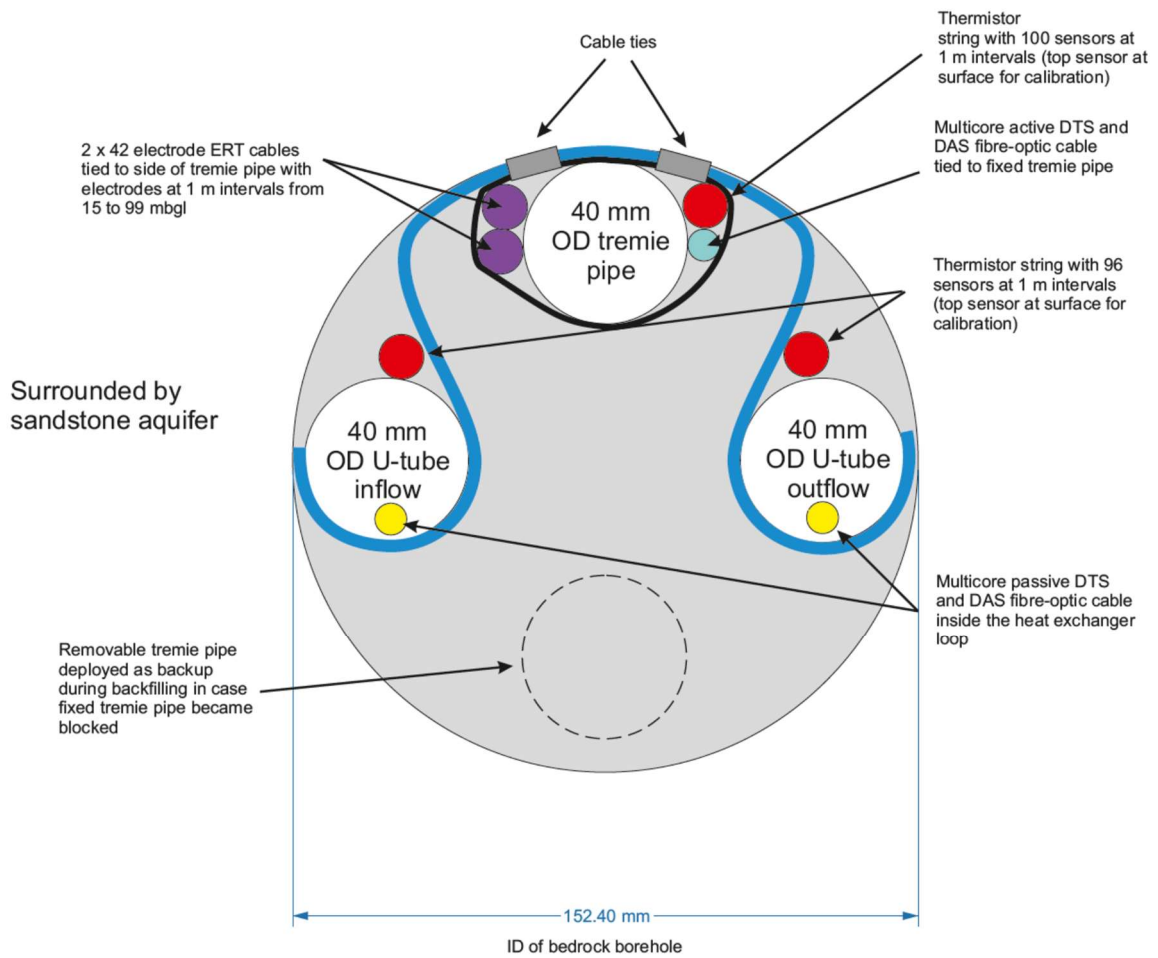 Cable ties
Thermistor
string with 100 sensors at
1 m intervals (top sensor at
surface for calibration)
Multicore active DTS and
DAS fibre-optic cable
tied to fixed tremie pipe
2 x 42 electrode ERT cables
tied to side of tremie pipe with
electrodes at 1 m intervals from
15 to 99 mbgl
40 mm
OD tremie
pipe
Thermistor string with 96
sensors at 1 m intervals
(top sensor at surface for
calibration)
Surrounded by
sandstone aquifer
40 mm
OD U-tube
inflow
40 mm
OD U-tube
outflow
Multicore passive DTS
and DAS fibre-optic cable
inside the heat exchanger
loop
Removable tremie pipe
deployed as backup
during backfilling in case
fixed tremie pipe became
blocked
152.40 mm
ID of bedrock borehole